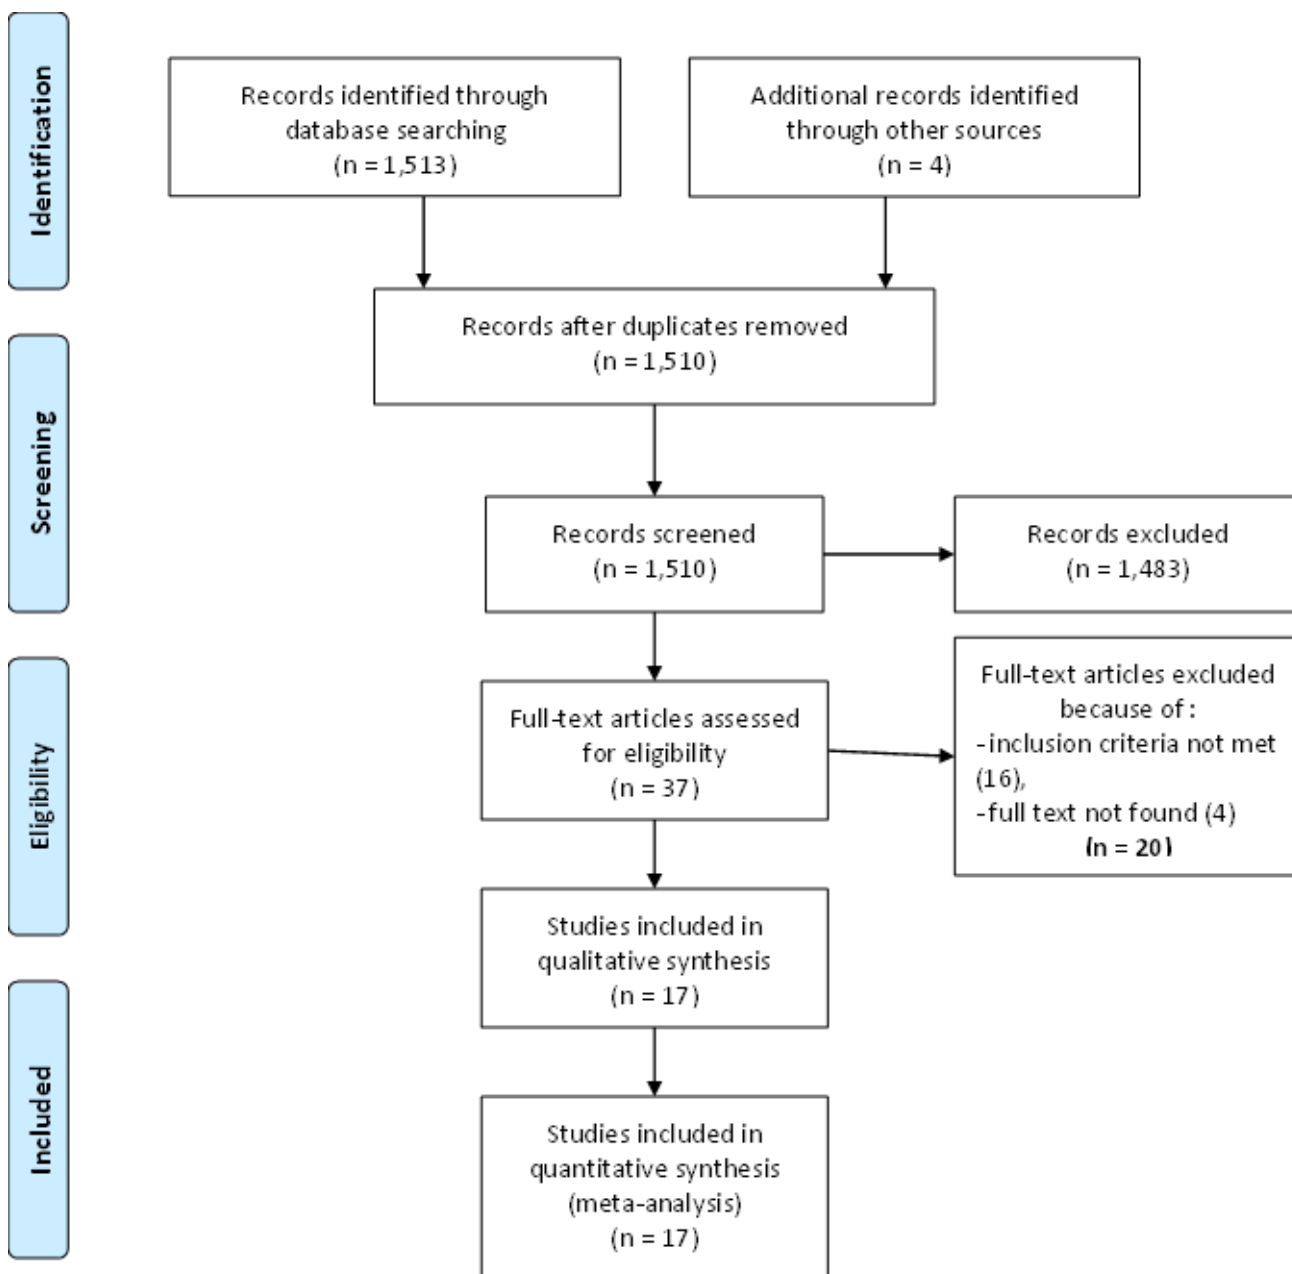 Identification
Records identified through
database searching
(n = 1,513)
Additional records identified
through other sources
(n = 4)
Records after duplicates removed
(n = 1,510)
Screening
Records screened
(n = 1,510)
Records excluded
(n = 1,483)
Eligibility
Full-text articles assessed
for eligibility
(n = 37)
Full-text articles excluded
because of :
-inclusion criteria not met
(16),
-full text not found (4)
(n = 20)
Studies included in
qualitative synthesis
(n = 17)
Included
Studies included in
quantitative synthesis
(meta-analysis)
(n = 17)